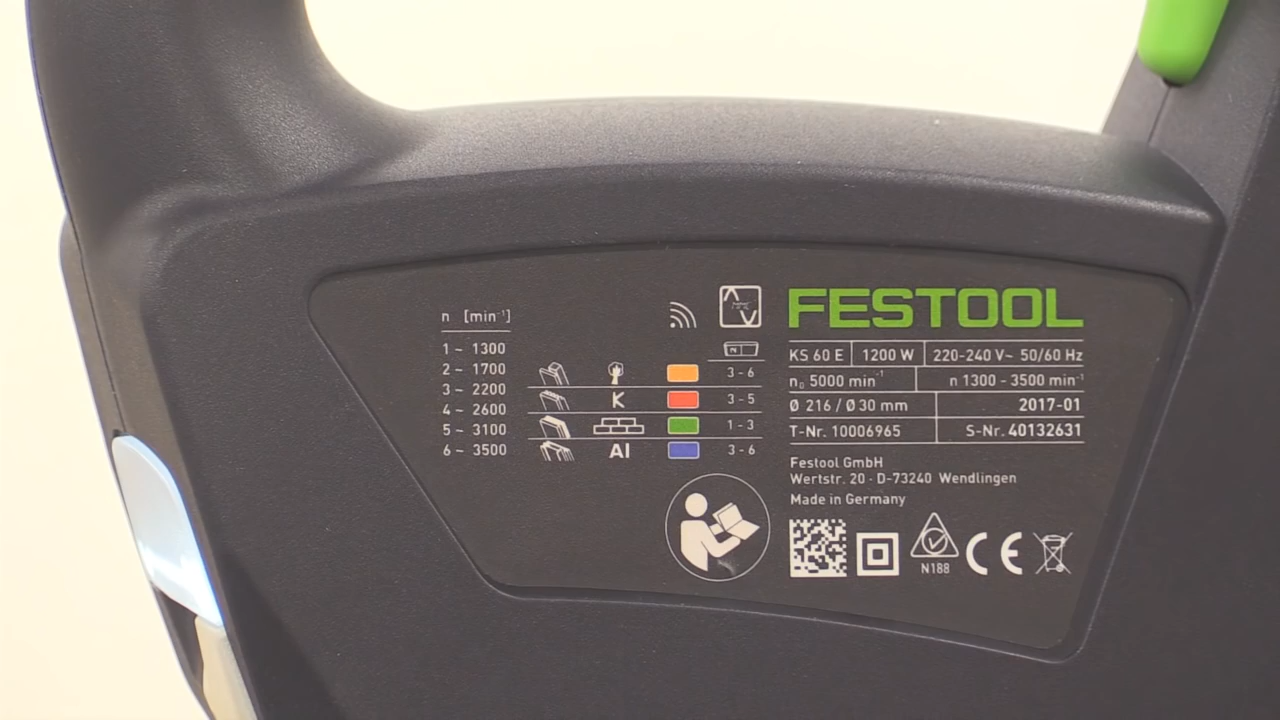 n [min⁻¹]
1 ~ 1300
2 ~ 1700
3 ~ 2200
4 ~ 2600
5 ~ 3100
6 ~ 3500
N
3 - 6
K 3 - 5
1 - 3
Al 3 - 6
FESTOOL
KS 60 E 1200 W 220-240 V~ 50/60 Hz
n₀ 5000 min⁻¹ n 1300 - 3500 min⁻¹
Ø 216 / Ø 30 mm 2017-01
T-Nr. 10006965 S-Nr. 40132631
Festool GmbH
Wertstr. 20 · D-73240 Wendlingen
Made in Germany
N188
CE